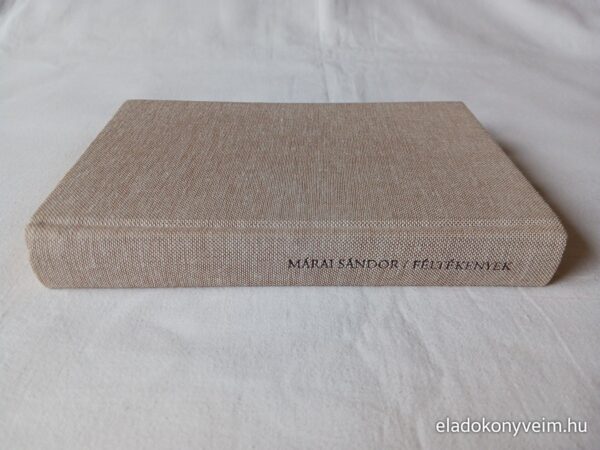 MÁRAI SÁNDOR / FÉLTÉKENYEK
eladokonyveim.hu